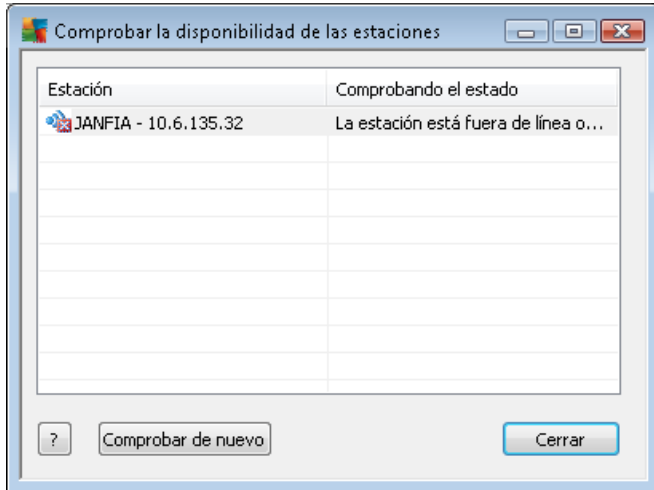 Comprobar la disponibilidad de las estaciones
Estación Comprobando el estado
JANFIA - 10.6.135.32 La estación está fuera de línea o...
? Comprobar de nuevo Cerrar